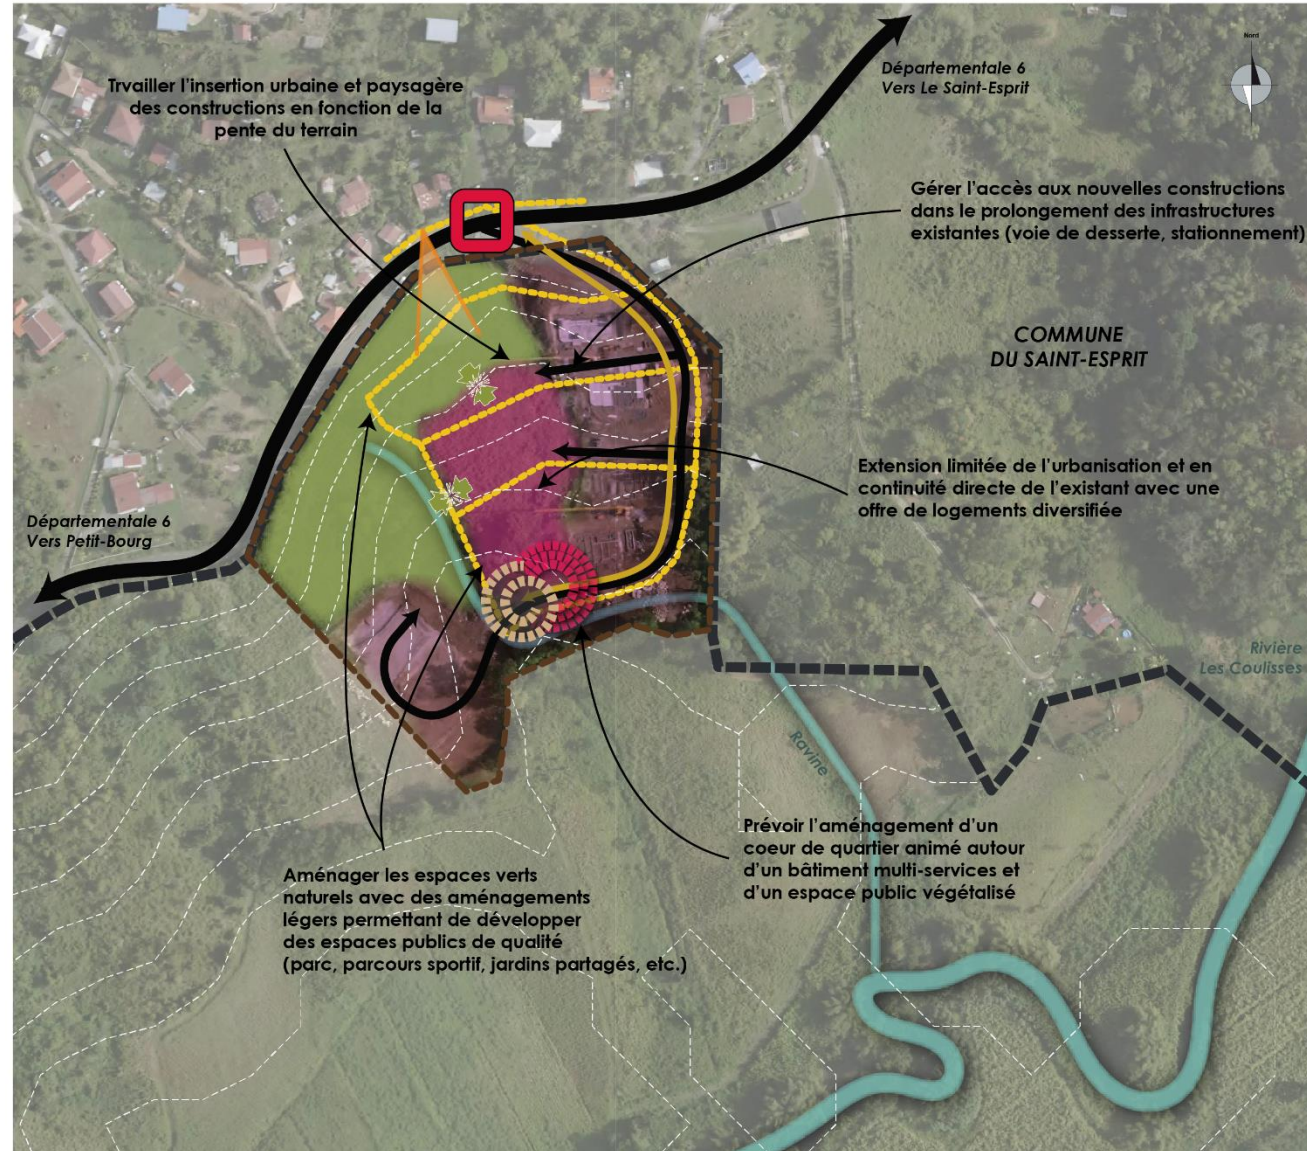 Nord
Départementale 6
Vers Le Saint-Esprit
Trvailler l'insertion urbaine et paysagère
des constructions en fonction de la
pente du terrain
Gérer l'accès aux nouvelles constructions
dans le prolongement des infrastructures
existantes (voie de desserte, stationnement)
COMMUNE
DU SAINT-ESPRIT
Extension limitée de l'urbanisation et en
continuité directe de l'existant avec une
offre de logements diversifiée
Départementale 6
Vers Petit-Bourg
Rivière
Les Coulisses
Ravine
Prévoir l'aménagement d'un
coeur de quartier animé autour
d'un bâtiment multi-services et
d'un espace public végétalisé
Aménager les espaces verts
naturels avec des aménagements
légers permettant de développer
des espaces publics de qualité
(parc, parcours sportif, jardins partagés, etc.)